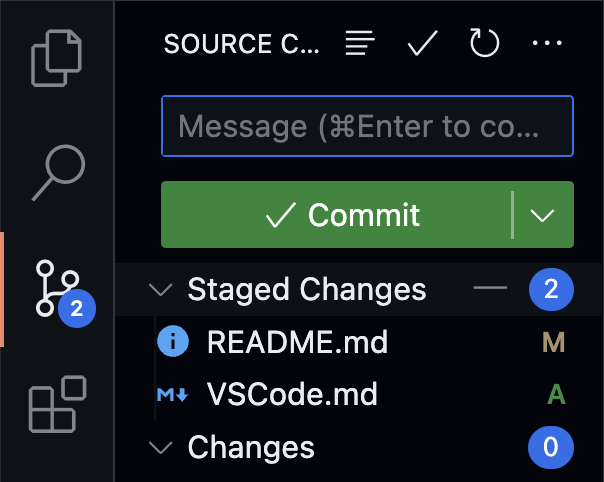 SOURCE C...
Message (⌘Enter to co...
Commit
2
Staged Changes 2
README.md M
VSCode.md A
Changes 0